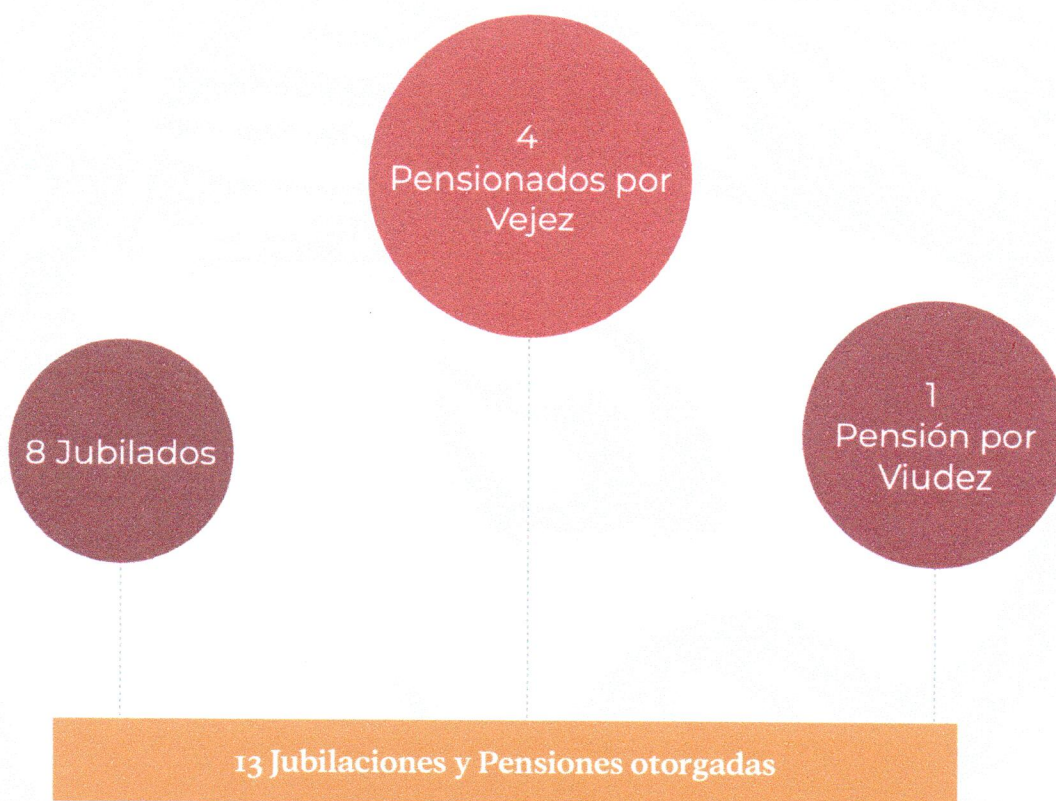 4
Pensionados por
Vejez
8 Jubilados
1
Pensión por
Viudez
13 Jubilaciones y Pensiones otorgadas